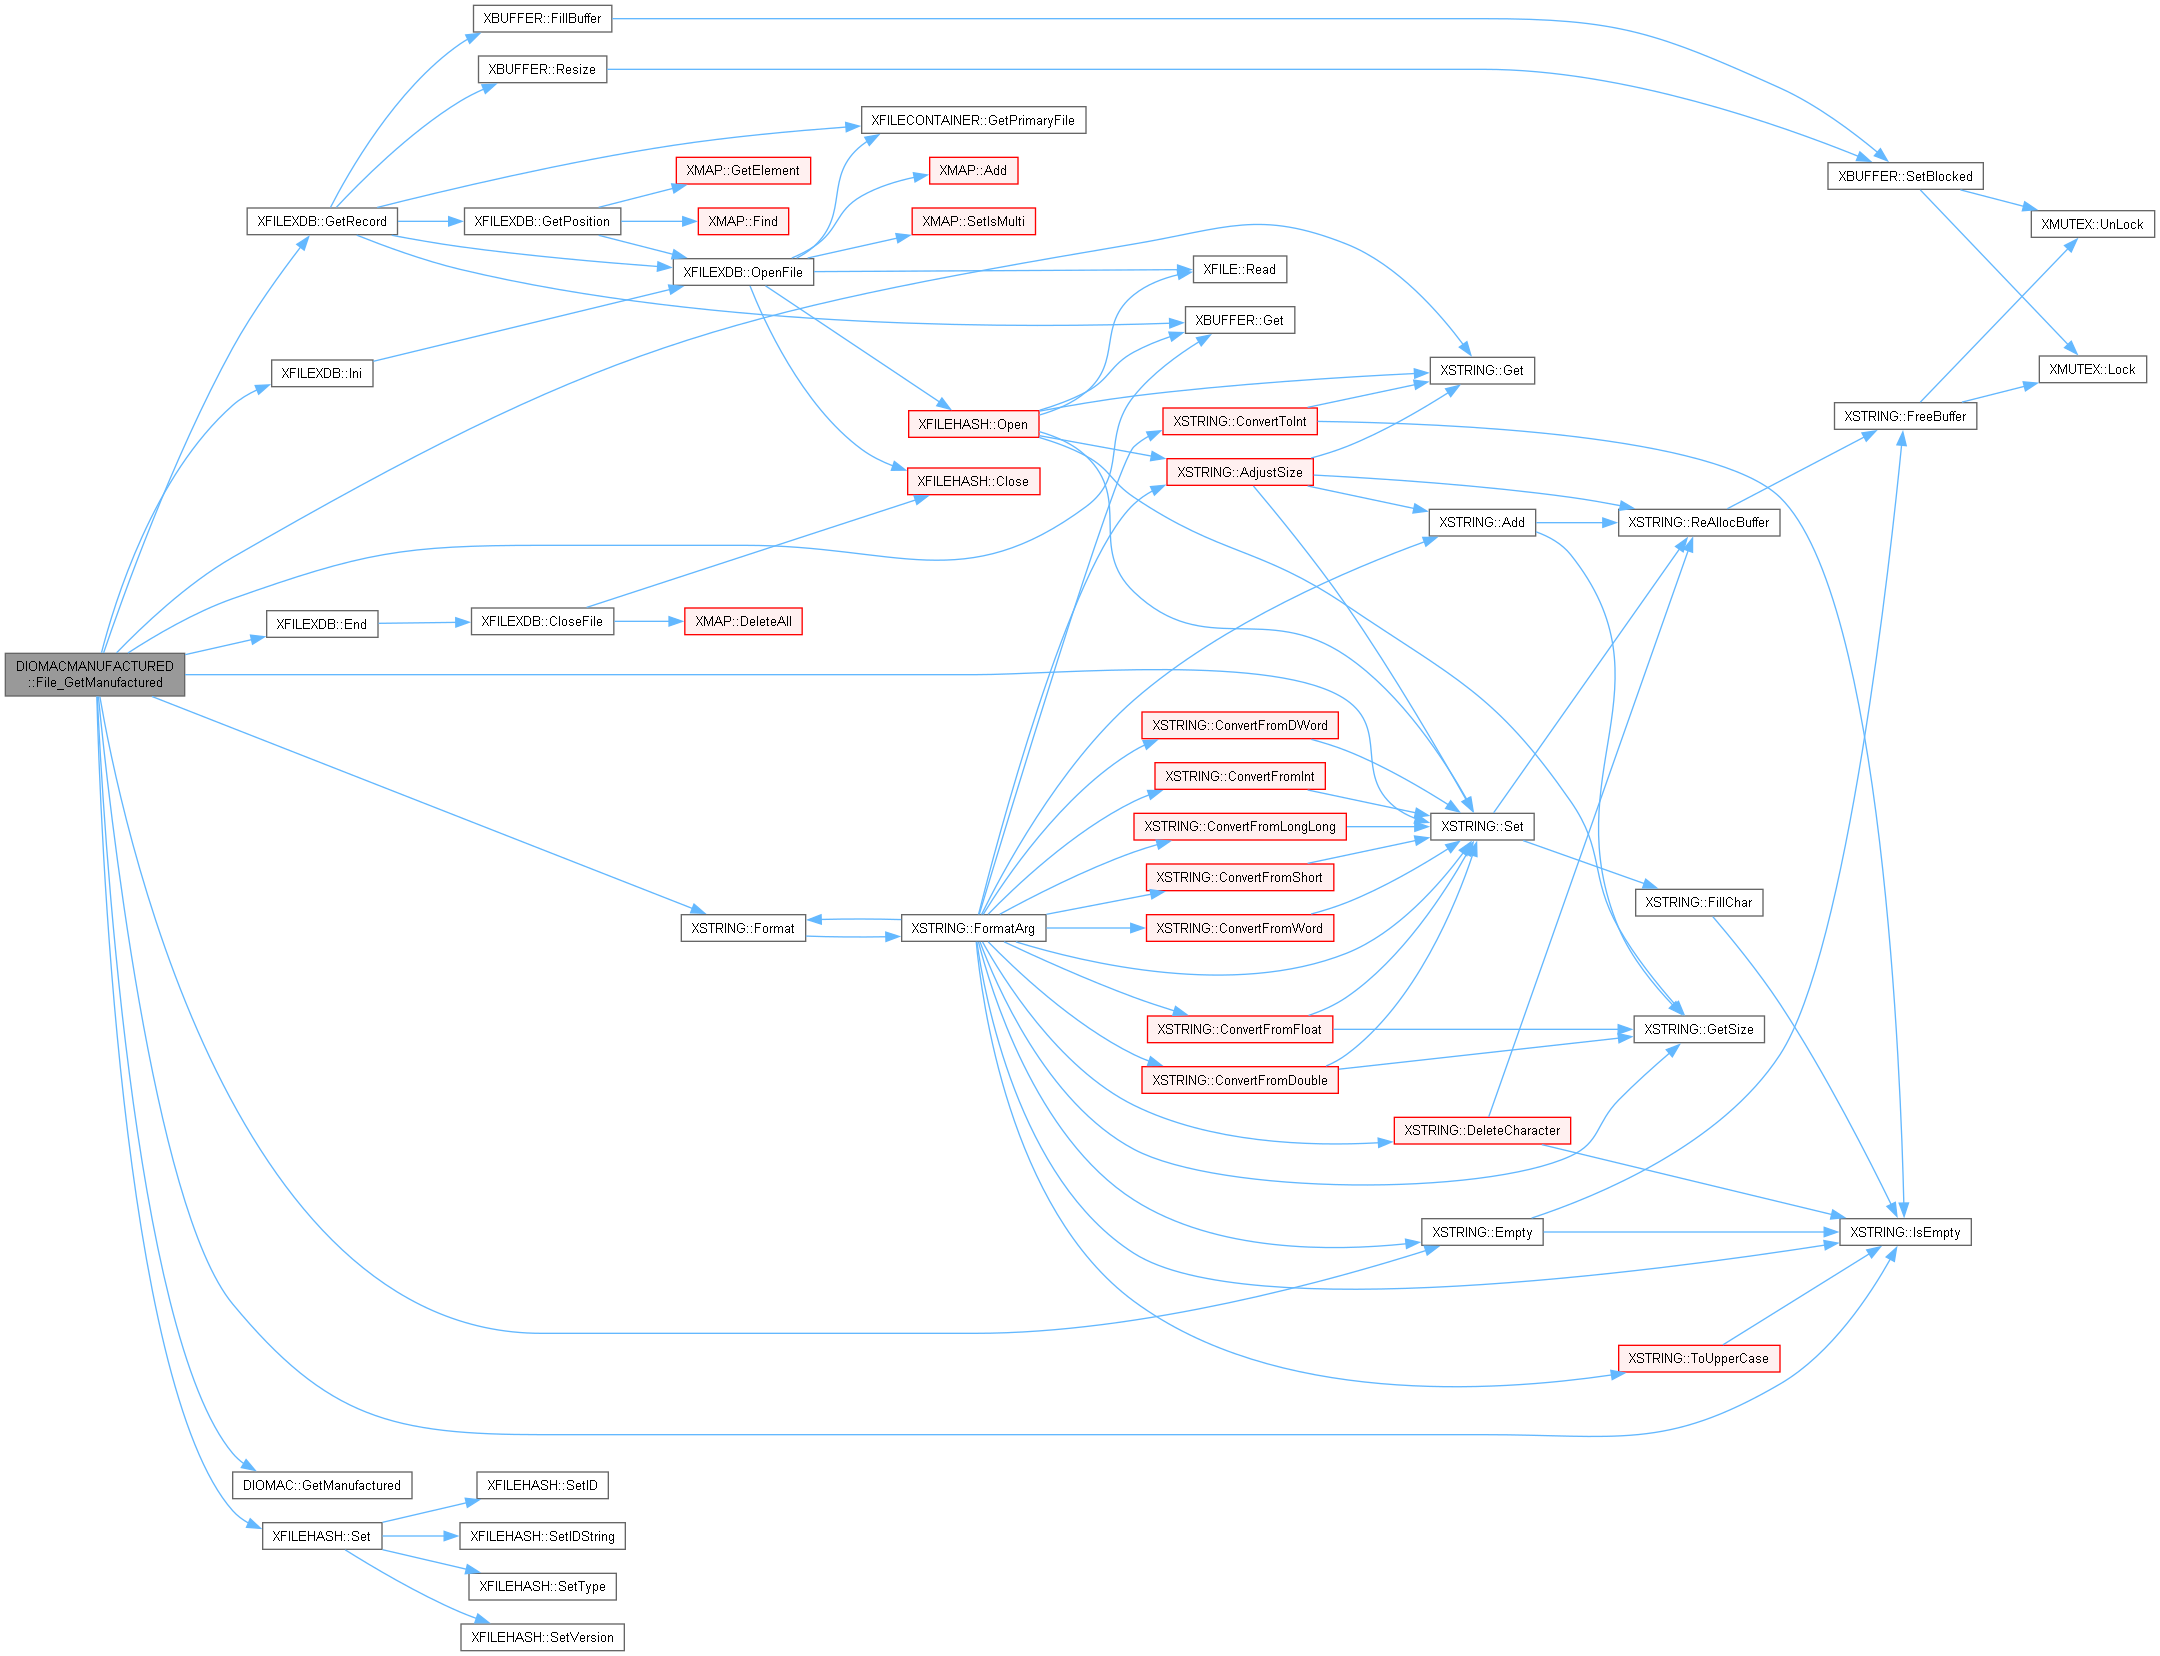 XBUFFER::FillBuffer
XBUFFER::Resize
XFILECONTAINER::GetPrimaryFile
XMAP::GetElement
XMAP::Add
XBUFFER::SetBlocked
XFILEXDB::GetRecord
XFILEXDB::GetPosition
XMAP::Find
XMAP::SetIsMulti
XMUTEX::UnLock
XFILEXDB::OpenFile
XFILE::Read
XBUFFER::Get
XFILEXDB::Ini
XSTRING::Get
XMUTEX::Lock
XFILEHASH::Open
XSTRING::ConvertToInt
XSTRING::FreeBuffer
XFILEHASH::Close
XSTRING::AdjustSize
XSTRING::Add
XSTRING::ReAllocBuffer
XFILEXDB::End
XFILEXDB::CloseFile
XMAP::DeleteAll
DIOMACMANUFACTURED
::File_GetManufactured
XSTRING::ConvertFromDWord
XSTRING::ConvertFromInt
XSTRING::ConvertFromLongLong
XSTRING::Set
XSTRING::ConvertFromShort
XSTRING::FillChar
XSTRING::Format
XSTRING::FormatArg
XSTRING::ConvertFromWord
XSTRING::ConvertFromFloat
XSTRING::GetSize
XSTRING::ConvertFromDouble
XSTRING::DeleteCharacter
XSTRING::Empty
XSTRING::IsEmpty
XSTRING::ToUpperCase
DIOMAC::GetManufactured
XFILEHASH::SetID
XFILEHASH::Set
XFILEHASH::SetIDString
XFILEHASH::SetType
XFILEHASH::SetVersion